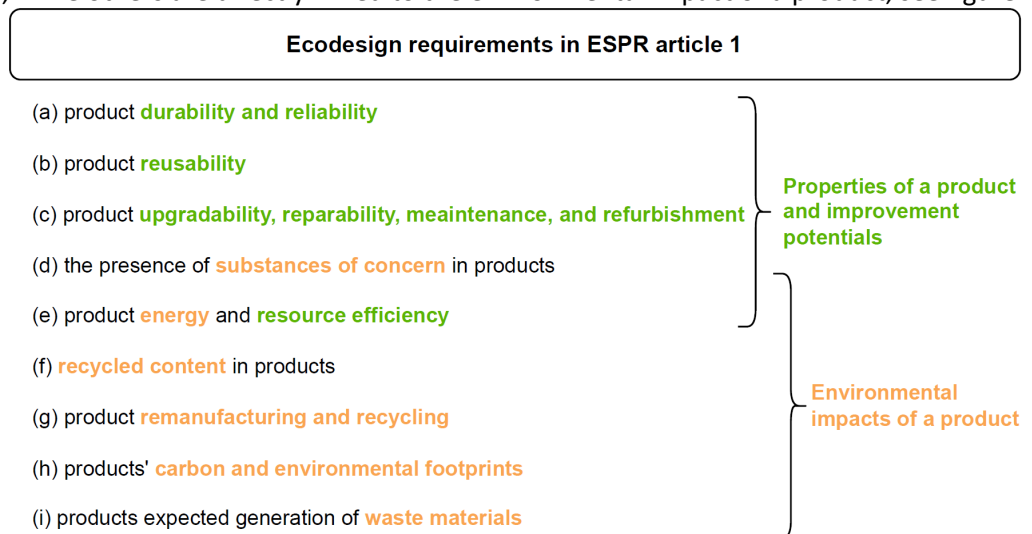 Ecodesign requirements in ESPR article 1
(a) product durability and reliability
(b) product reusability
(c) product upgradability, reparability, meaintenance, and refurbishment
(d) the presence of substances of concern in products
(e) product energy and resource efficiency
Properties of a product
and improvement
potentials
(f) recycled content in products
(g) product remanufacturing and recycling
(h) products' carbon and environmental footprints
(i) products expected generation of waste materials
Environmental
impacts of a product